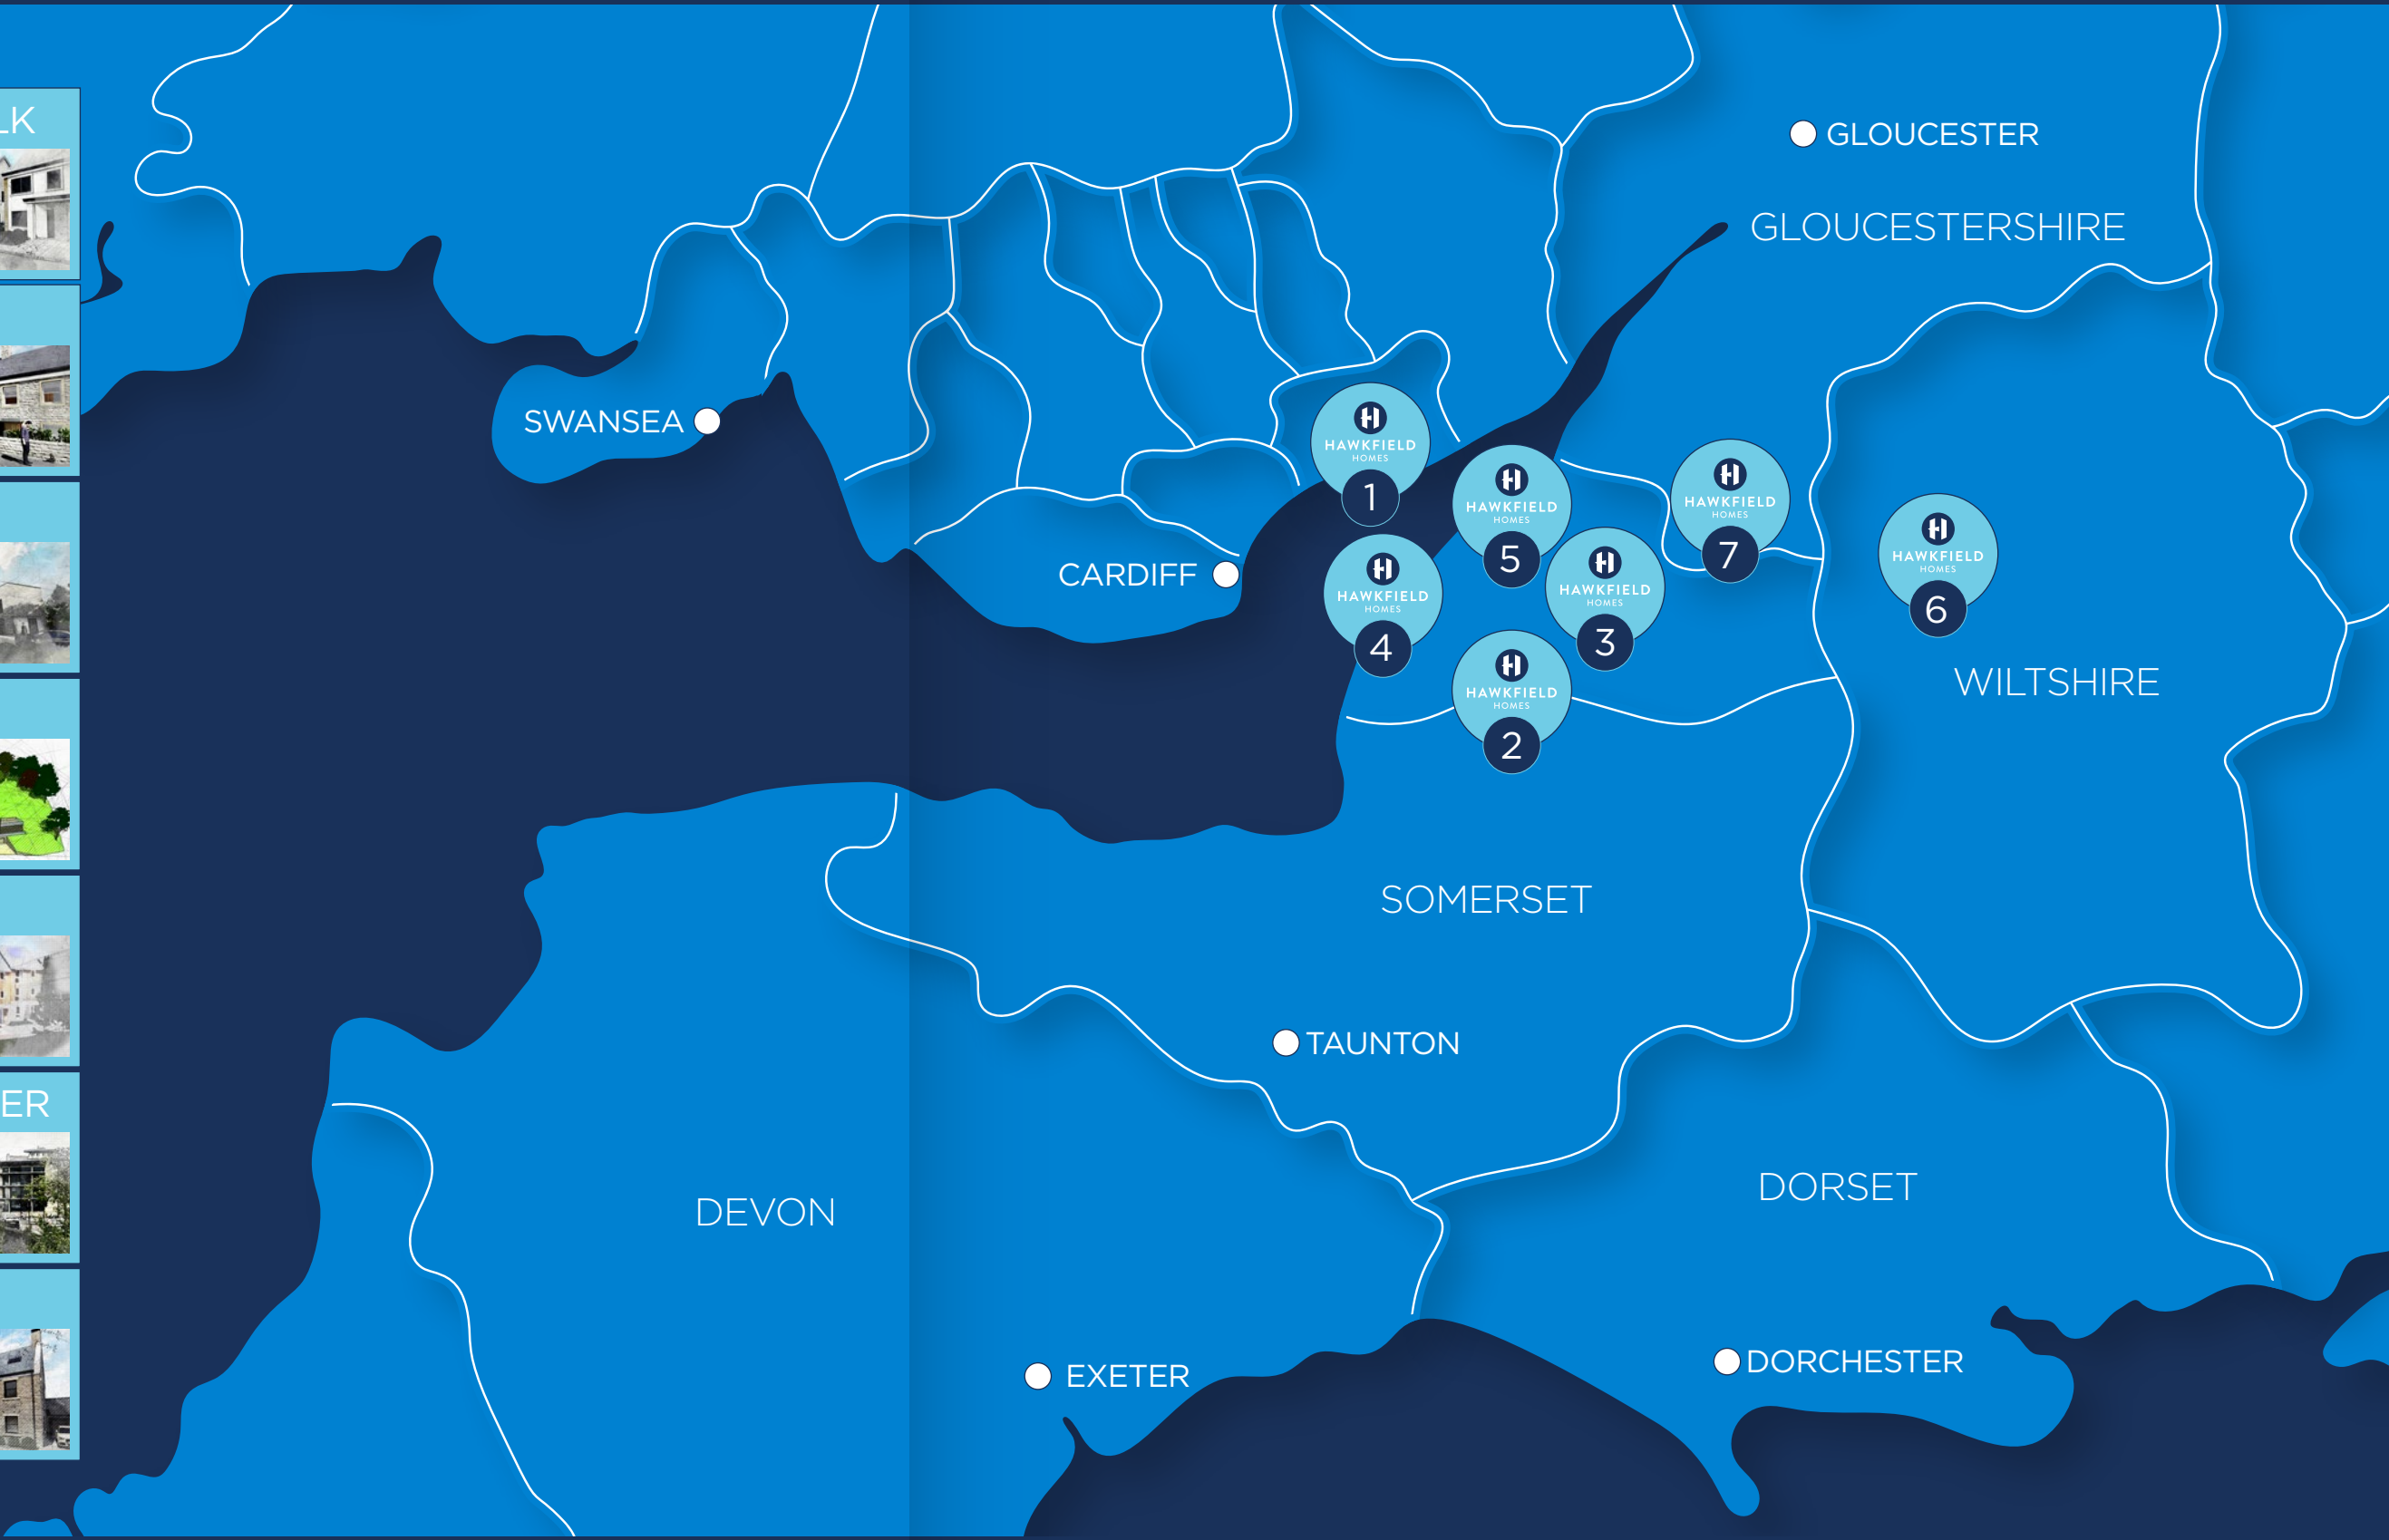 LK
ER
GLOUCESTER
GLOUCESTERSHIRE
SWANSEA
HAWKFIELD
HOMES
1
HAWKFIELD
HOMES
5
HAWKFIELD
HOMES
7
HAWKFIELD
HOMES
6
CARDIFF
HAWKFIELD
HOMES
4
HAWKFIELD
HOMES
3
HAWKFIELD
HOMES
2
WILTSHIRE
SOMERSET
TAUNTON
DEVON
DORSET
EXETER
DORCHESTER